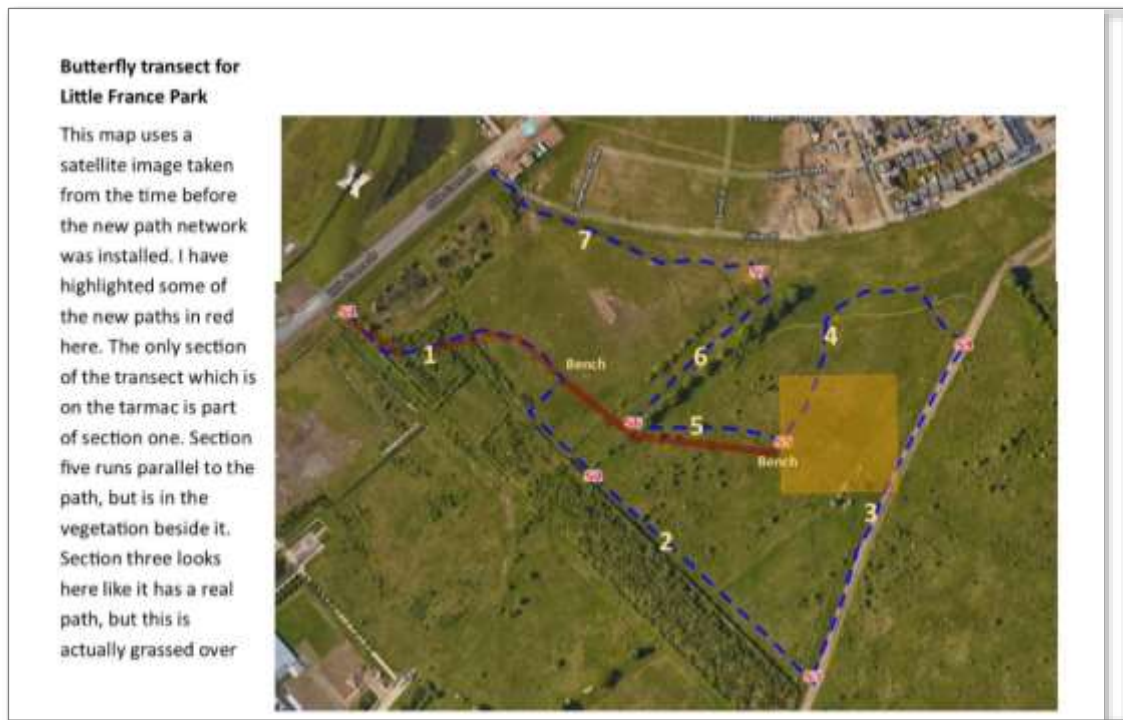 Butterfly transect for
Little France Park
This map uses a
satellite image taken
from the time before
the new path network
was installed. I have
highlighted some of
the new paths in red
here. The only section
of the transect which is
on the tarmac is part
of section one. Section
five runs parallel to the
path, but is in the
vegetation beside it.
Section three looks
here like it has a real
path, but this is
actually grassed over
7
S1
1
Bench
6
4
S6
5
Bench
2
3